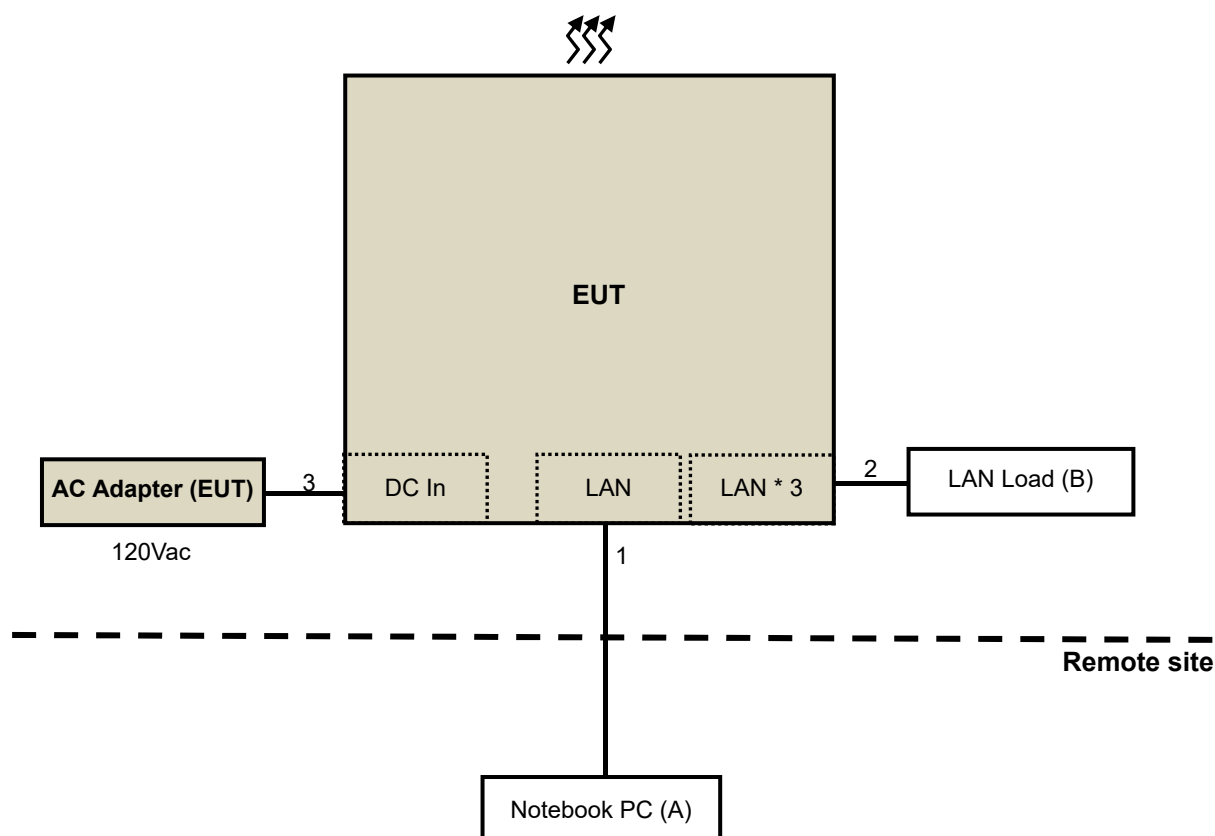 EUT
AC Adapter (EUT)
3
DC In
LAN
LAN * 3
2
LAN Load (B)
120Vac
1
Remote site
Notebook PC (A)